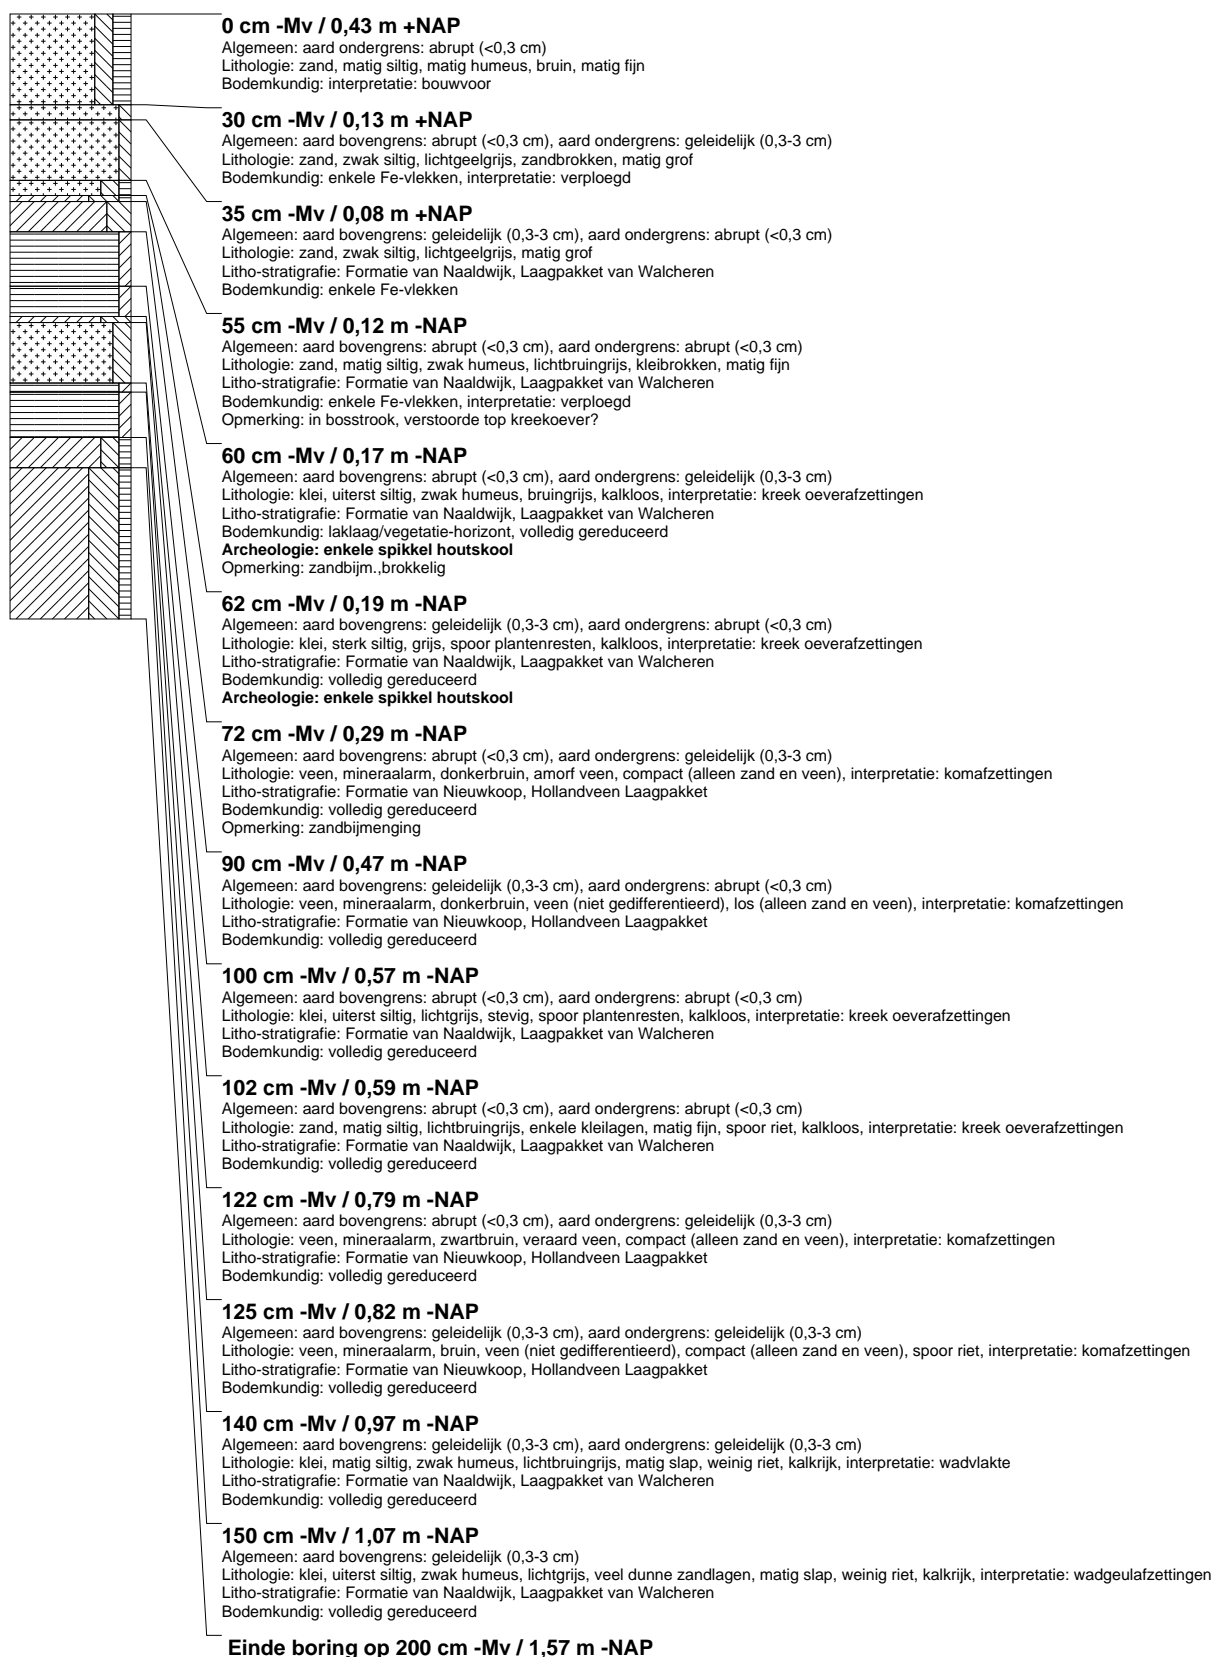 0 cm -Mv / 0,43 m +NAP
Algemeen: aard ondergrens: abrupt (<0,3 cm)
Lithologie: zand, matig siltig, matig humeus, bruin, matig fijn
Bodemkundig: interpretatie: bouwvoor
30 cm -Mv / 0,13 m +NAP
Algemeen: aard bovengrens: abrupt (<0,3 cm), aard ondergrens: geleidelijk (0,3-3 cm)
Lithologie: zand, zwak siltig, lichtgeelgrijs, zandbrokken, matig grof
Bodemkundig: enkele Fe-vlekken, interpretatie: verploegd
35 cm -Mv / 0,08 m +NAP
Algemeen: aard bovengrens: geleidelijk (0,3-3 cm), aard ondergrens: abrupt (<0,3 cm)
Lithologie: zand, zwak siltig, lichtgeelgrijs, matig grof
Litho-stratigrafie: Formatie van Naaldwijk, Laagpakket van Walcheren
Bodemkundig: enkele Fe-vlekken
55 cm -Mv / 0,12 m -NAP
Algemeen: aard bovengrens: abrupt (<0,3 cm), aard ondergrens: abrupt (<0,3 cm)
Lithologie: zand, matig siltig, zwak humeus, lichtbruingrijs, kleibrokken, matig fijn
Litho-stratigrafie: Formatie van Naaldwijk, Laagpakket van Walcheren
Bodemkundig: enkele Fe-vlekken, interpretatie: verploegd
Opmerking: in bosstrook, verstoorde top kreekoever?
60 cm -Mv / 0,17 m -NAP
Algemeen: aard bovengrens: abrupt (<0,3 cm), aard ondergrens: geleidelijk (0,3-3 cm)
Lithologie: klei, uiterst siltig, zwak humeus, bruingrijs, kalkloos, interpretatie: kreek oeverafzettingen
Litho-stratigrafie: Formatie van Naaldwijk, Laagpakket van Walcheren
Bodemkundig: laklaag/vegetatie-horizont, volledig gereduceerd
Archeologie: enkele spikkel houtskool
Opmerking: zandbijm.,brokkelig
62 cm -Mv / 0,19 m -NAP
Algemeen: aard bovengrens: geleidelijk (0,3-3 cm), aard ondergrens: abrupt (<0,3 cm)
Lithologie: klei, sterk siltig, grijs, spoor plantenresten, kalkloos, interpretatie: kreek oeverafzettingen
Litho-stratigrafie: Formatie van Naaldwijk, Laagpakket van Walcheren
Bodemkundig: volledig gereduceerd
Archeologie: enkele spikkel houtskool
72 cm -Mv / 0,29 m -NAP
Algemeen: aard bovengrens: abrupt (<0,3 cm), aard ondergrens: geleidelijk (0,3-3 cm)
Lithologie: veen, mineraalarm, donkerbruin, amorf veen, compact (alleen zand en veen), interpretatie: komafzettingen
Litho-stratigrafie: Formatie van Nieuwkoop, Hollandveen Laagpakket
Bodemkundig: volledig gereduceerd
Opmerking: zandbijmenging
90 cm -Mv / 0,47 m -NAP
Algemeen: aard bovengrens: geleidelijk (0,3-3 cm), aard ondergrens: abrupt (<0,3 cm)
Lithologie: veen, mineraalarm, donkerbruin, veen (niet gedifferentieerd), los (alleen zand en veen), interpretatie: komafzettingen
Litho-stratigrafie: Formatie van Nieuwkoop, Hollandveen Laagpakket
Bodemkundig: volledig gereduceerd
100 cm -Mv / 0,57 m -NAP
Algemeen: aard bovengrens: abrupt (<0,3 cm), aard ondergrens: abrupt (<0,3 cm)
Lithologie: klei, uiterst siltig, lichtgrijs, stevig, spoor plantenresten, kalkloos, interpretatie: kreek oeverafzettingen
Litho-stratigrafie: Formatie van Naaldwijk, Laagpakket van Walcheren
Bodemkundig: volledig gereduceerd
102 cm -Mv / 0,59 m -NAP
Algemeen: aard bovengrens: abrupt (<0,3 cm), aard ondergrens: abrupt (<0,3 cm)
Lithologie: zand, matig siltig, lichtbruingrijs, enkele kleilagen, matig fijn, spoor riet, kalkloos, interpretatie: kreek oeverafzettingen
Litho-stratigrafie: Formatie van Naaldwijk, Laagpakket van Walcheren
Bodemkundig: volledig gereduceerd
122 cm -Mv / 0,79 m -NAP
Algemeen: aard bovengrens: abrupt (<0,3 cm), aard ondergrens: geleidelijk (0,3-3 cm)
Lithologie: veen, mineraalarm, zwartbruin, veraard veen, compact (alleen zand en veen), interpretatie: komafzettingen
Litho-stratigrafie: Formatie van Nieuwkoop, Hollandveen Laagpakket
Bodemkundig: volledig gereduceerd
125 cm -Mv / 0,82 m -NAP
Algemeen: aard bovengrens: geleidelijk (0,3-3 cm), aard ondergrens: geleidelijk (0,3-3 cm)
Lithologie: veen, mineraalarm, bruin, veen (niet gedifferentieerd), compact (alleen zand en veen), spoor riet, interpretatie: komafzettingen
Litho-stratigrafie: Formatie van Nieuwkoop, Hollandveen Laagpakket
Bodemkundig: volledig gereduceerd
140 cm -Mv / 0,97 m -NAP
Algemeen: aard bovengrens: geleidelijk (0,3-3 cm), aard ondergrens: geleidelijk (0,3-3 cm)
Lithologie: klei, matig siltig, zwak humeus, lichtbruingrijs, matig slap, weinig riet, kalkrijk, interpretatie: wadvlakte
Litho-stratigrafie: Formatie van Naaldwijk, Laagpakket van Walcheren
Bodemkundig: volledig gereduceerd
150 cm -Mv / 1,07 m -NAP
Algemeen: aard bovengrens: geleidelijk (0,3-3 cm)
Lithologie: klei, uiterst siltig, zwak humeus, lichtgrijs, veel dunne zandlagen, matig slap, weinig riet, kalkrijk, interpretatie: wadgeulafzettingen
Litho-stratigrafie: Formatie van Naaldwijk, Laagpakket van Walcheren
Bodemkundig: volledig gereduceerd
Einde boring op 200 cm -Mv / 1,57 m -NAP